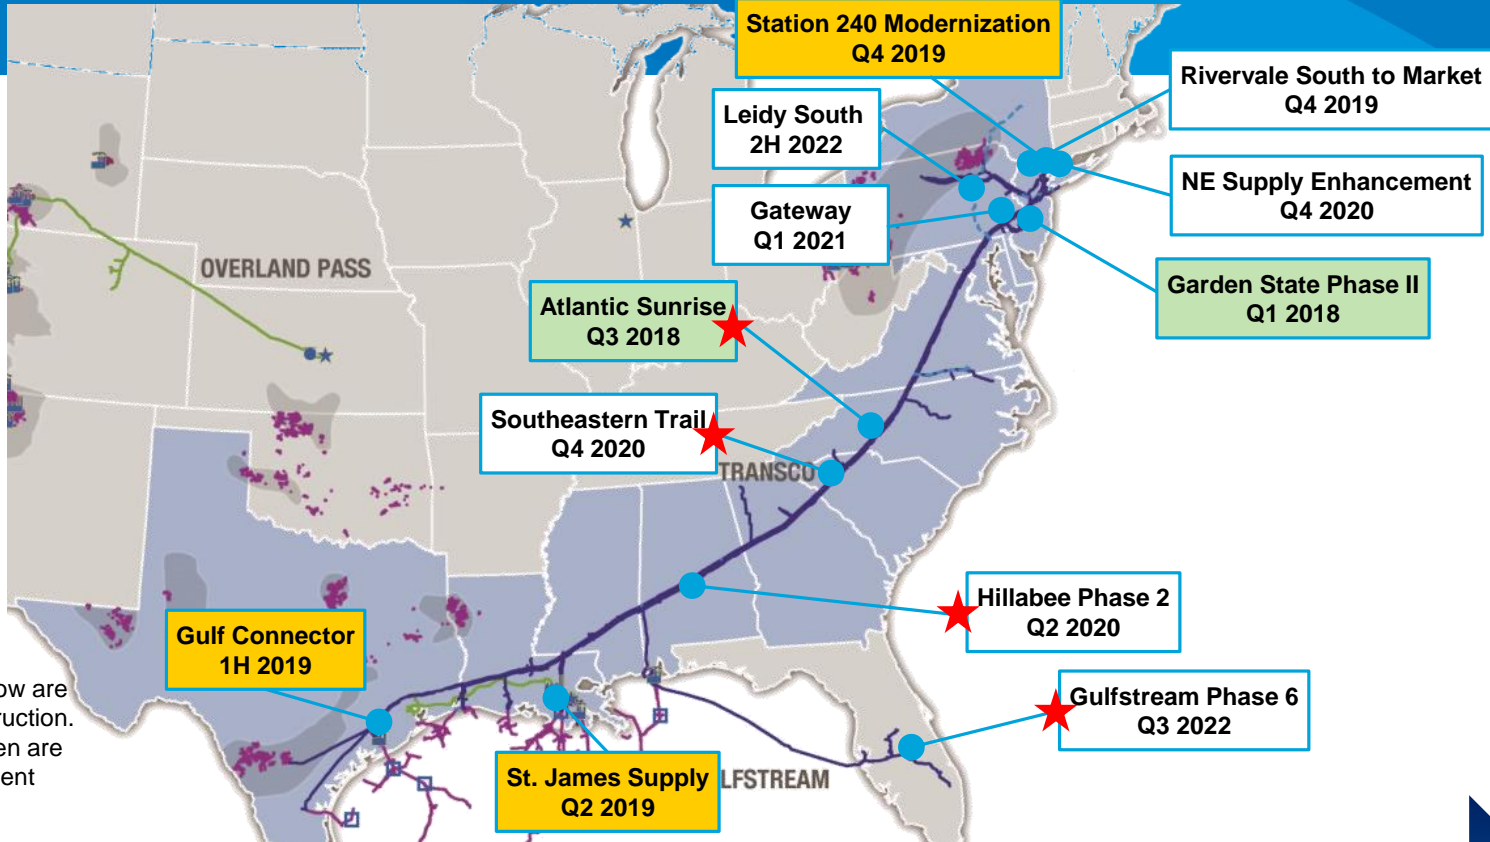 Station 240 Modernization
Q4 2019
Rivervale South to Market
Q4 2019
Leidy South
2H 2022
NE Supply Enhancement
Q4 2020
Gateway
Q1 2021
OVERLAND PASS
Garden State Phase II
Q1 2018
Atlantic Sunrise
Q3 2018
Southeastern Trail
Q4 2020
TRANSCO
Hillabee Phase 2
Q2 2020
Gulf Connector
1H 2019
ow are
ruction.
en are
ent
Gulfstream Phase 6
Q3 2022
St. James Supply
Q2 2019
LFSTREAM